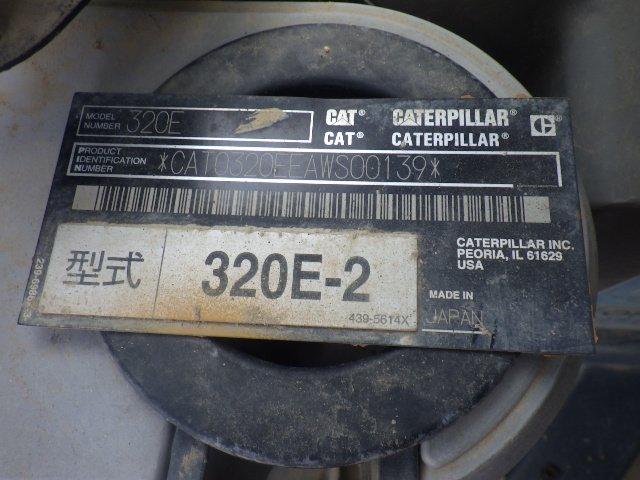 MODEL NUMBER 320E
CAT® CATERPILLAR®
CAT® CATERPILLAR®
PRODUCT IDENTIFICATION NUMBER *CAT0320EEAWS00139*
型式 320E-2
439-5614X
CATERPILLAR INC.
PEORIA, IL 61629
USA
MADE IN
JAPAN